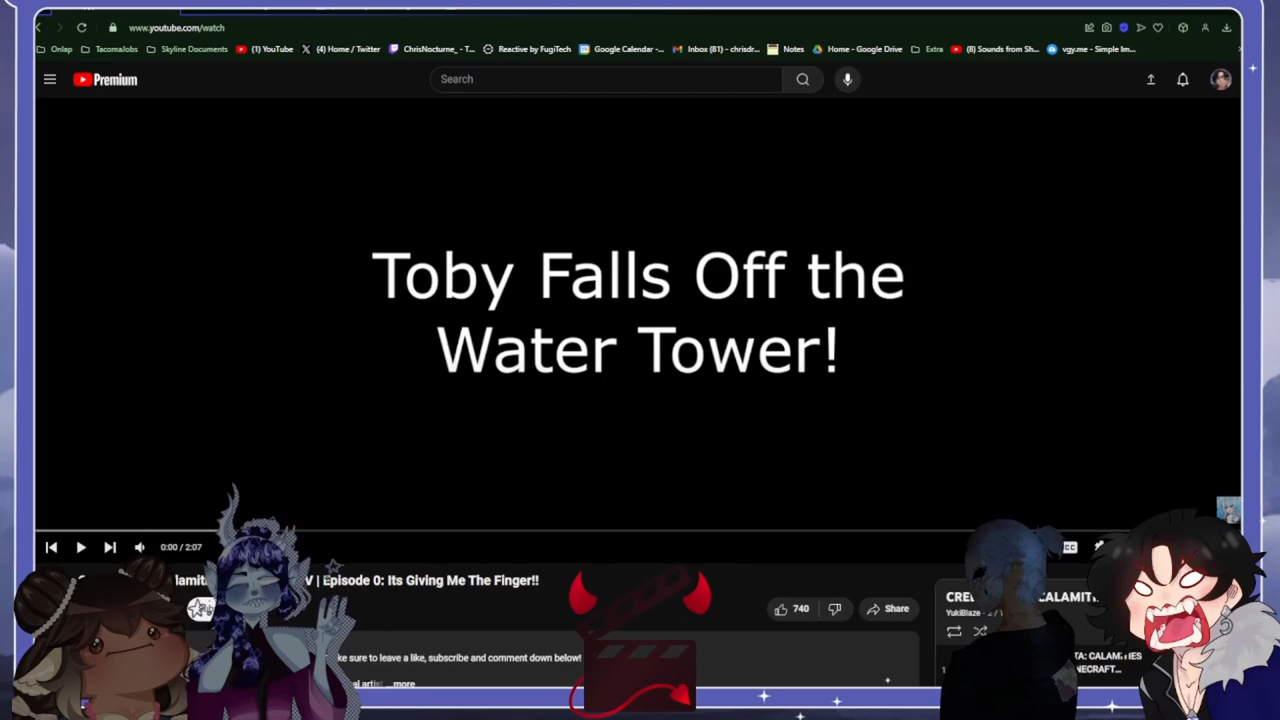 www.youtube.com/watch
Onlap TacomaJobs Skyline Documents (1) YouTube (4) Home / Twitter ChrisNocturne_ - T... Reactive by FugiTech Google Calendar -... Inbox (81) - chrisdr... Notes Home - Google Drive Extra (8) Sounds from Sh... vgy.me - Simple Im...
Premium
Search
Toby Falls Off the
Water Tower!
0:00 / 2:07
CC
| Episode 0: Its Giving Me The Finger!!
740
Share
YukiBlaze
ke sure to leave a like, subscribe and comment down below!
...more